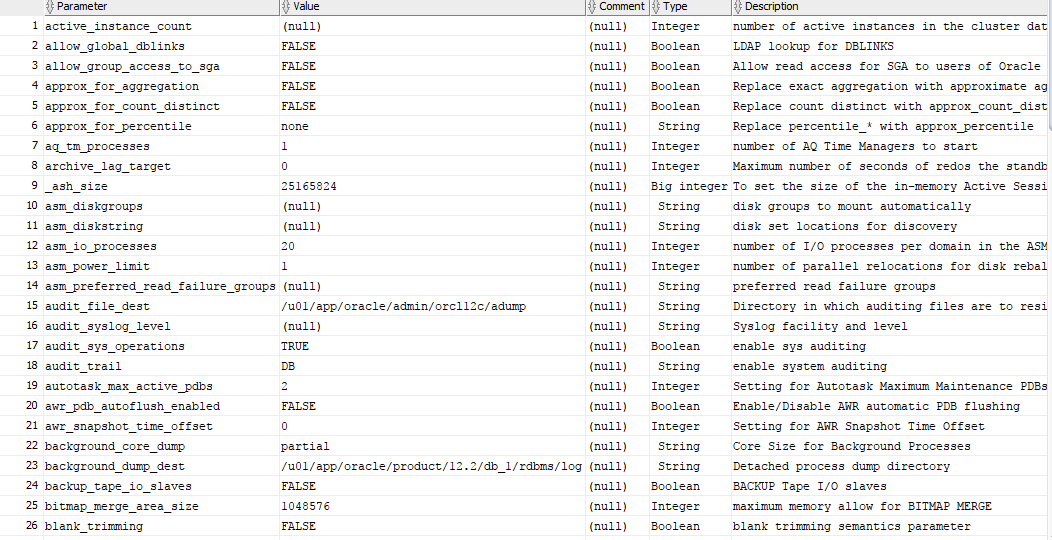 Parameter Value Comment Type Description
1 active_instance_count (null) (null) Integer number of active instances in the cluster dat
2 allow_global_dblinks FALSE (null) Boolean LDAP lookup for DBLINKS
3 allow_group_access_to_sga FALSE (null) Boolean Allow read access for SGA to users of Oracle
4 approx_for_aggregation FALSE (null) Boolean Replace exact aggregation with approximate ag
5 approx_for_count_distinct FALSE (null) Boolean Replace count distinct with approx_count_dist
6 approx_for_percentile none (null) String Replace percentile_* with approx_percentile
7 aq_tm_processes 1 (null) Integer number of AQ Time Managers to start
8 archive_lag_target 0 (null) Integer Maximum number of seconds of redos the standb
9 _ash_size 25165824 (null) Big integer To set the size of the in-memory Active Sessi
10 asm_diskgroups (null) (null) String disk groups to mount automatically
11 asm_diskstring (null) (null) String disk set locations for discovery
12 asm_io_processes 20 (null) Integer number of I/O processes per domain in the ASM
13 asm_power_limit 1 (null) Integer number of parallel relocations for disk rebal
14 asm_preferred_read_failure_groups (null) (null) String preferred read failure groups
15 audit_file_dest /u01/app/oracle/admin/orcl12c/adump (null) String Directory in which auditing files are to resi
16 audit_syslog_level (null) (null) String Syslog facility and level
17 audit_sys_operations TRUE (null) Boolean enable sys auditing
18 audit_trail DB (null) String enable system auditing
19 autotask_max_active_pdbs 2 (null) Integer Setting for Autotask Maximum Maintenance PDBs
20 awr_pdb_autoflush_enabled FALSE (null) Boolean Enable/Disable AWR automatic PDB flushing
21 awr_snapshot_time_offset 0 (null) Integer Setting for AWR Snapshot Time Offset
22 background_core_dump partial (null) String Core Size for Background Processes
23 background_dump_dest /u01/app/oracle/product/12.2/db_1/rdbms/log (null) String Detached process dump directory
24 backup_tape_io_slaves FALSE (null) Boolean BACKUP Tape I/O slaves
25 bitmap_merge_area_size 1048576 (null) Integer maximum memory allow for BITMAP MERGE
26 blank_trimming FALSE (null) Boolean blank trimming semantics parameter